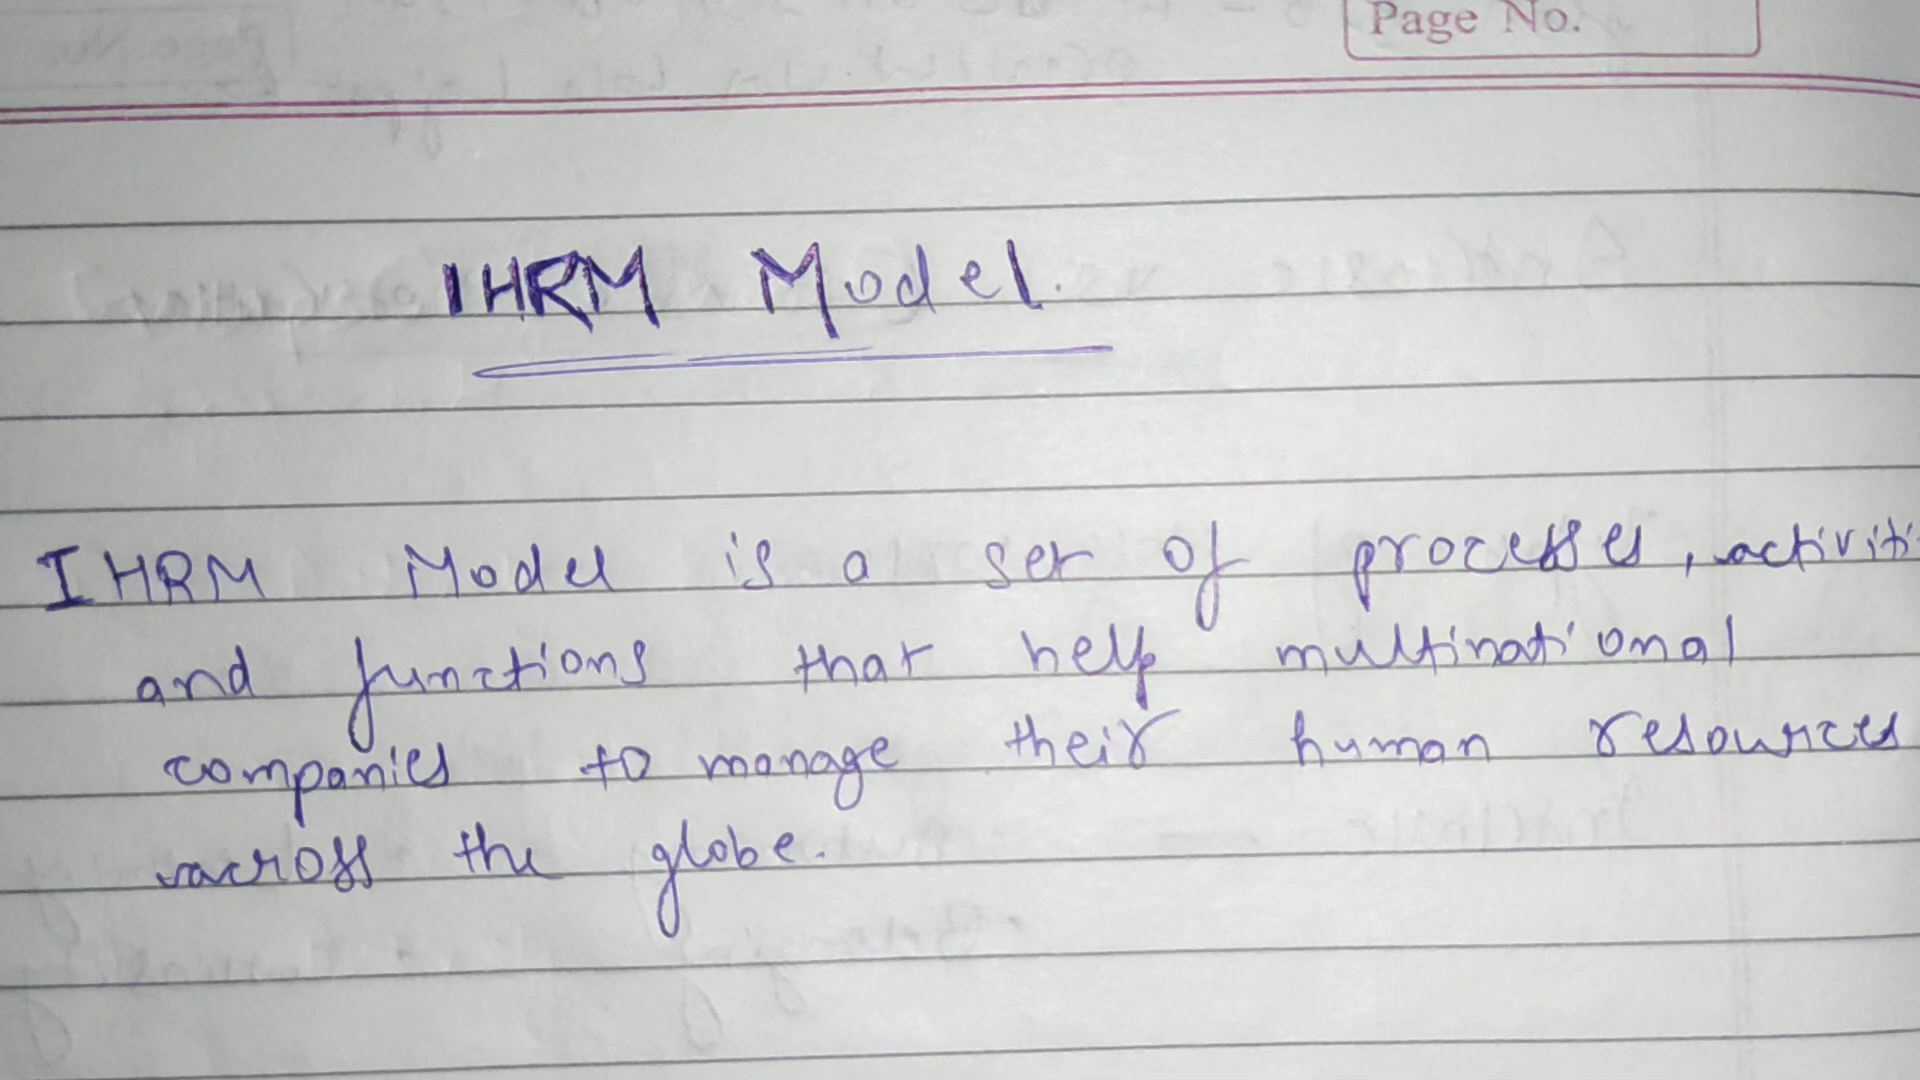 Page No.
IHRM Model.
IHRM Model is a set of processes, activiti
and functions that help multinational
companies to manage their human resources
across the globe.